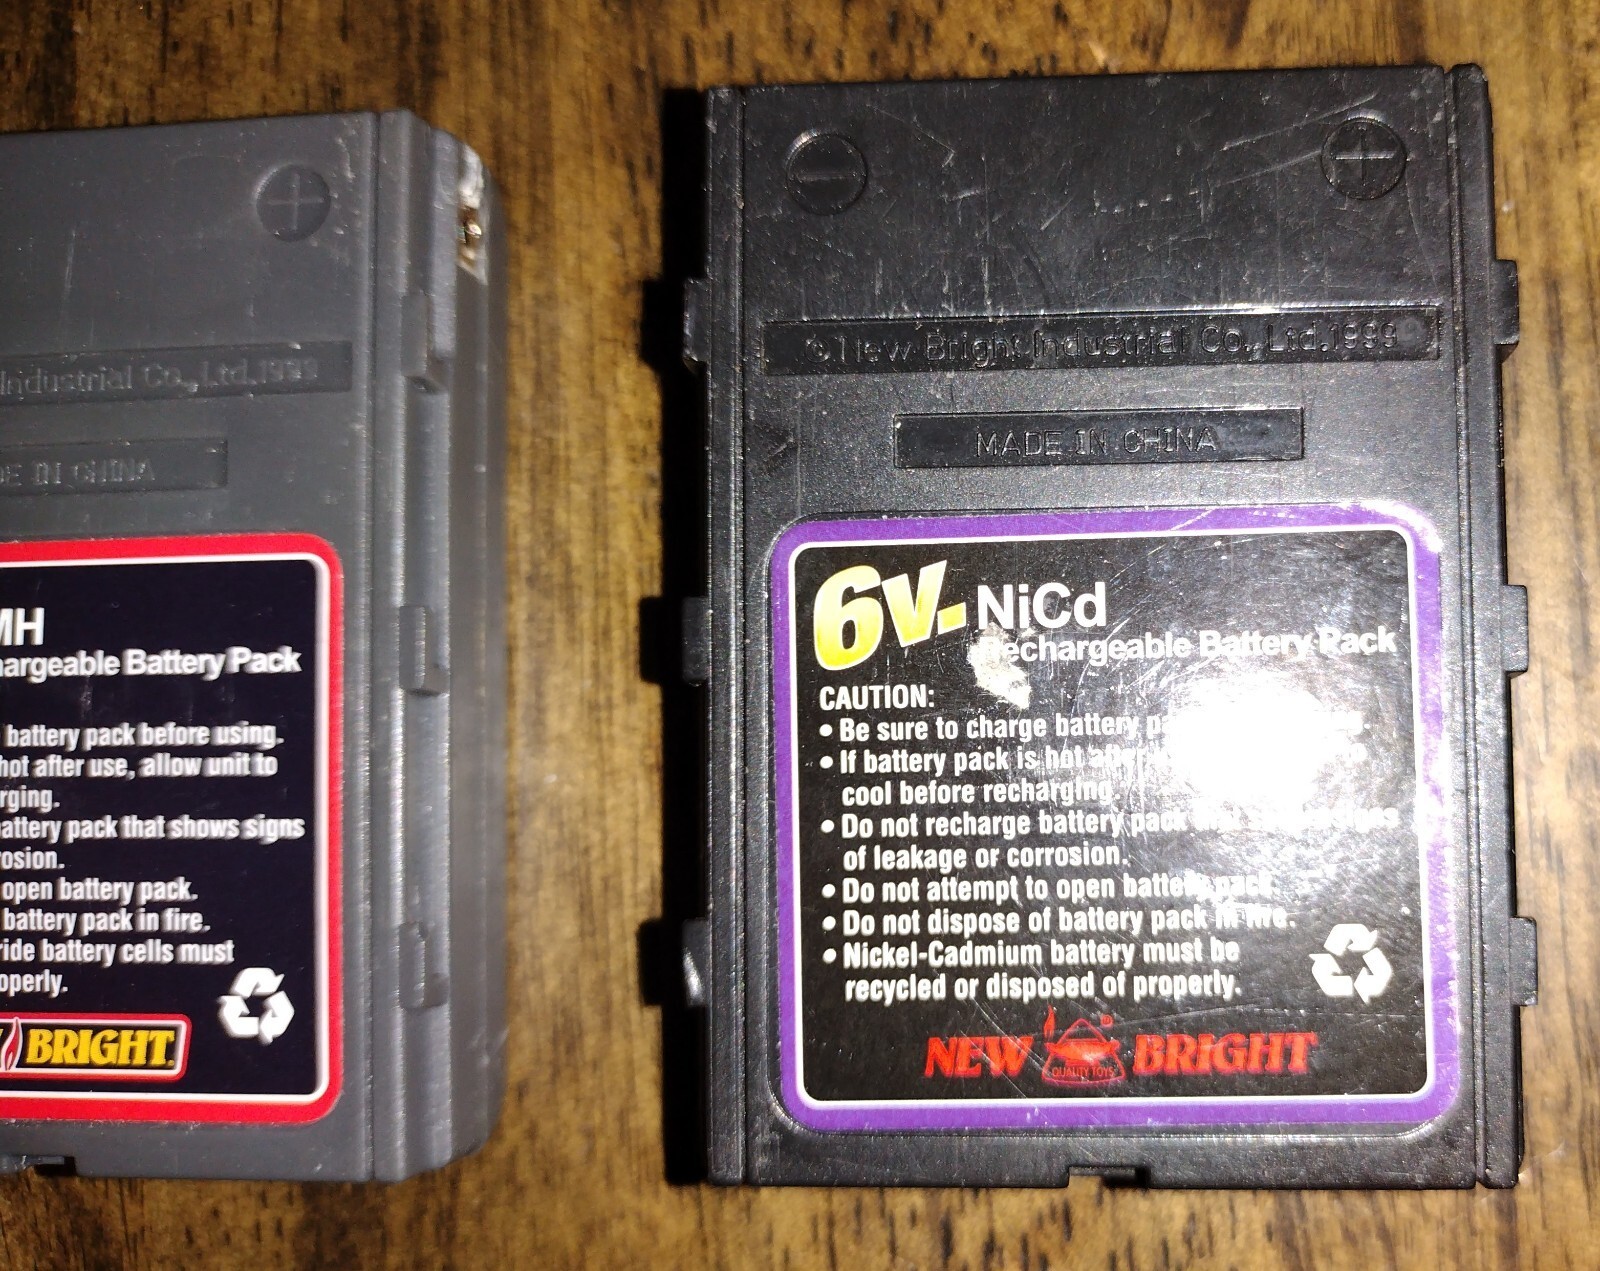 Industrial Co., Ltd.1999
E IN CHINA
MH
hargeable Battery Pack
battery pack before using.
hot after use, allow unit to
rging.
attery pack that shows signs
rosion.
open battery pack.
battery pack in fire.
ride battery cells must
operly.
BRIGHT
© New Bright Industrial Co., Ltd.1999
MADE IN CHINA
6V. NiCd
Rechargeable Battery Pack
CAUTION:
• Be sure to charge battery
• If battery pack is hot after
cool before recharging.
• Do not recharge battery pack signs
of leakage or corrosion.
• Do not attempt to open battery pack.
• Do not dispose of battery pack in fire.
• Nickel-Cadmium battery must be
recycled or disposed of properly.
NEW BRIGHT
QUALITY TOYS